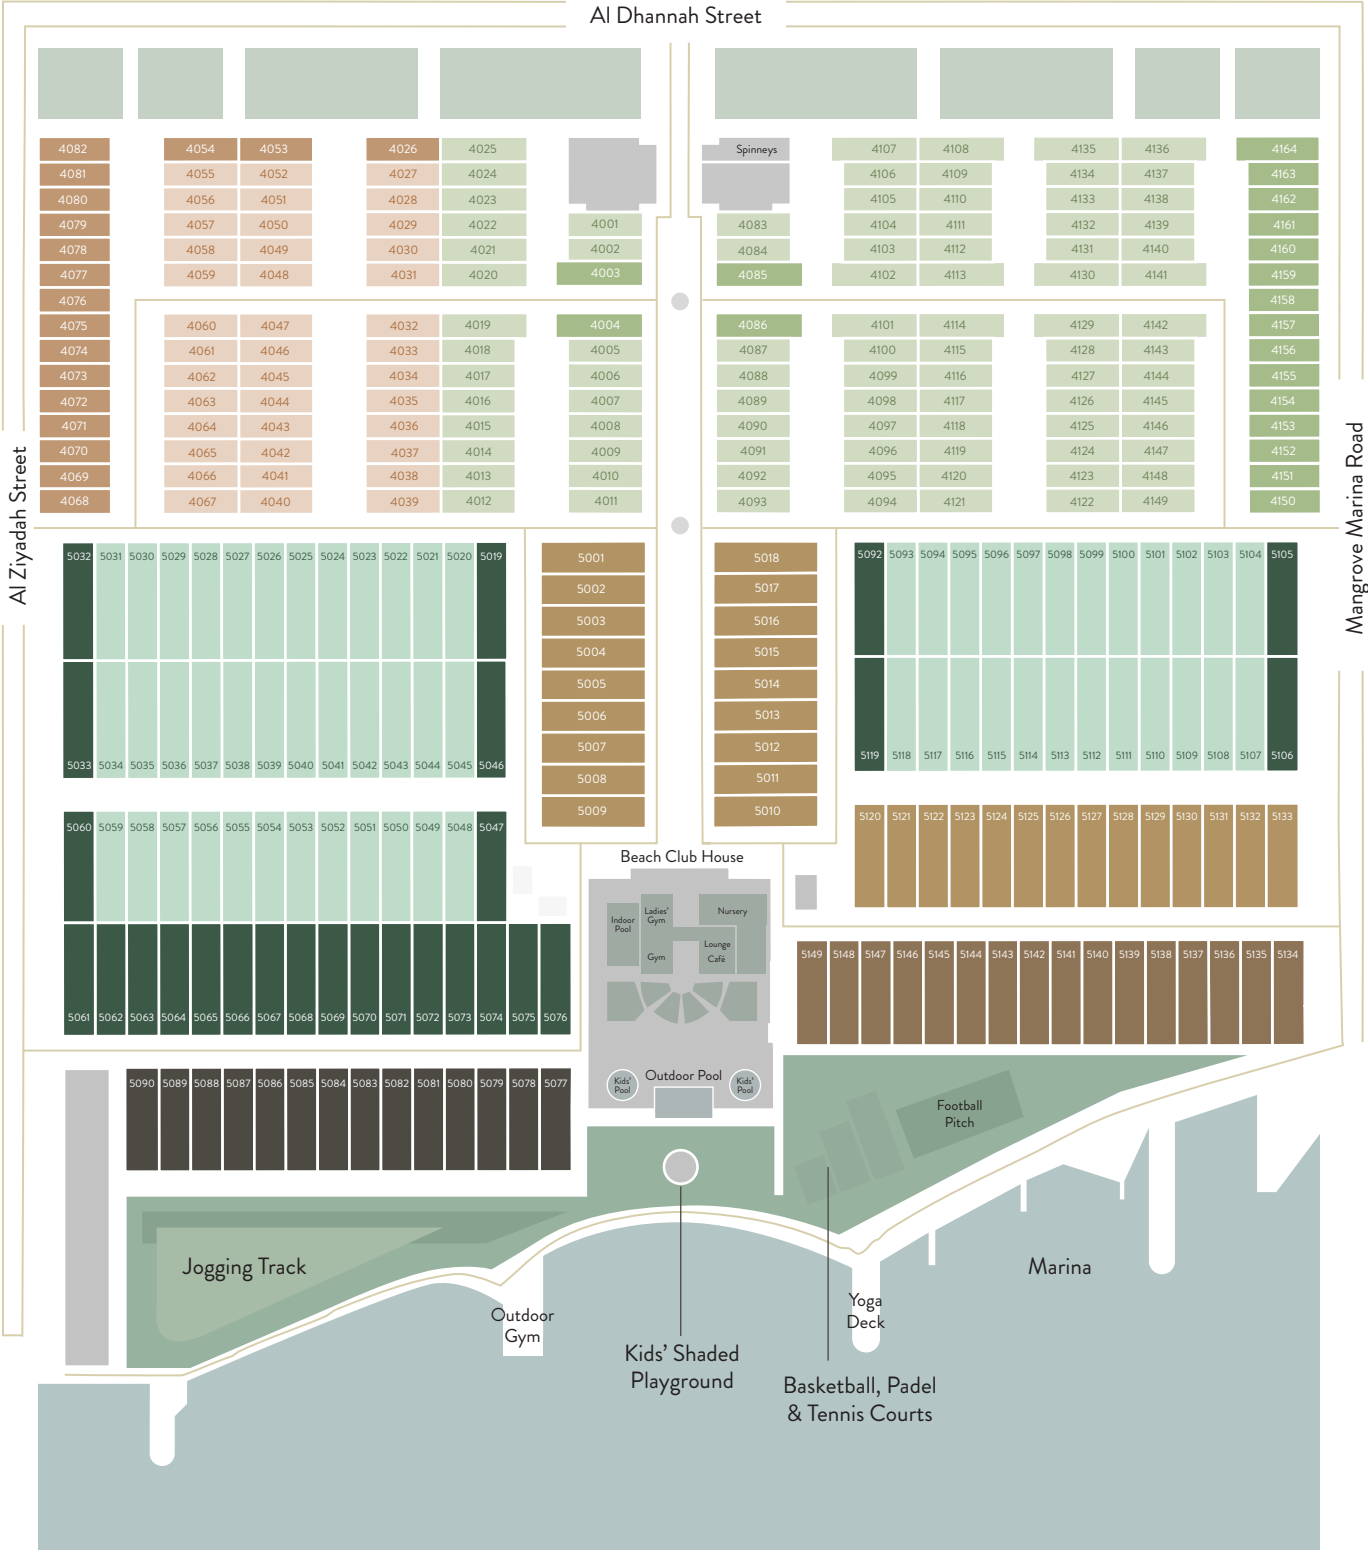 Al Dhannah Street
4082 4054 4053 4026 4025 Spinneys 4107 4108 4135 4136 4164
4081 4055 4052 4027 4024 4106 4109 4134 4137 4163
4080 4056 4051 4028 4023 4105 4110 4133 4138 4162
4079 4057 4050 4029 4022 4001 4083 4104 4111 4132 4139 4161
4078 4058 4049 4030 4021 4002 4084 4103 4112 4131 4140 4160
4077 4059 4048 4031 4020 4003 4085 4102 4113 4130 4141 4159
4076 4158
4075 4060 4047 4032 4019 4004 4086 4101 4114 4129 4142 4157
4074 4061 4046 4033 4018 4005 4087 4100 4115 4128 4143 4156
4073 4062 4045 4034 4017 4006 4088 4099 4116 4127 4144 4155
4072 4063 4044 4035 4016 4007 4089 4098 4117 4126 4145 4154
4071 4064 4043 4036 4015 4008 4090 4097 4118 4125 4146 4153
4070 4065 4042 4037 4014 4009 4091 4096 4119 4124 4147 4152
4069 4066 4041 4038 4013 4010 4092 4095 4120 4123 4148 4151
4068 4067 4040 4039 4012 4011 4093 4094 4121 4122 4149 4150
Al Ziyadah Street
Mangrove Marina Road
5032 5031 5030 5029 5028 5027 5026 5025 5024 5023 5022 5021 5020 5019
5001 5018
5002 5017
5003 5016
5004 5015
5005 5014
5006 5013
5007 5012
5008 5011
5009 5010
5092 5093 5094 5095 5096 5097 5098 5099 5100 5101 5102 5103 5104 5105
5033 5034 5035 5036 5037 5038 5039 5040 5041 5042 5043 5044 5045 5046
5119 5118 5117 5116 5115 5114 5113 5112 5111 5110 5109 5108 5107 5106
5060 5059 5058 5057 5056 5055 5054 5053 5052 5051 5050 5049 5048 5047
5120 5121 5122 5123 5124 5125 5126 5127 5128 5129 5130 5131 5132 5133
Beach Club House
Indoor
Pool
Ladies'
Gym
Gym
Nursery
Lounge
Café
5149 5148 5147 5146 5145 5144 5143 5142 5141 5140 5139 5138 5137 5136 5135 5134
5061 5062 5063 5064 5065 5066 5067 5068 5069 5070 5071 5072 5073 5074 5075 5076
5090 5089 5088 5087 5086 5085 5084 5083 5082 5081 5080 5079 5078 5077
Outdoor Pool
Kids'
Pool
Kids'
Pool
Football
Pitch
Jogging Track
Marina
Outdoor
Gym
Yoga
Deck
Kids' Shaded
Playground
Basketball, Padel
& Tennis Courts